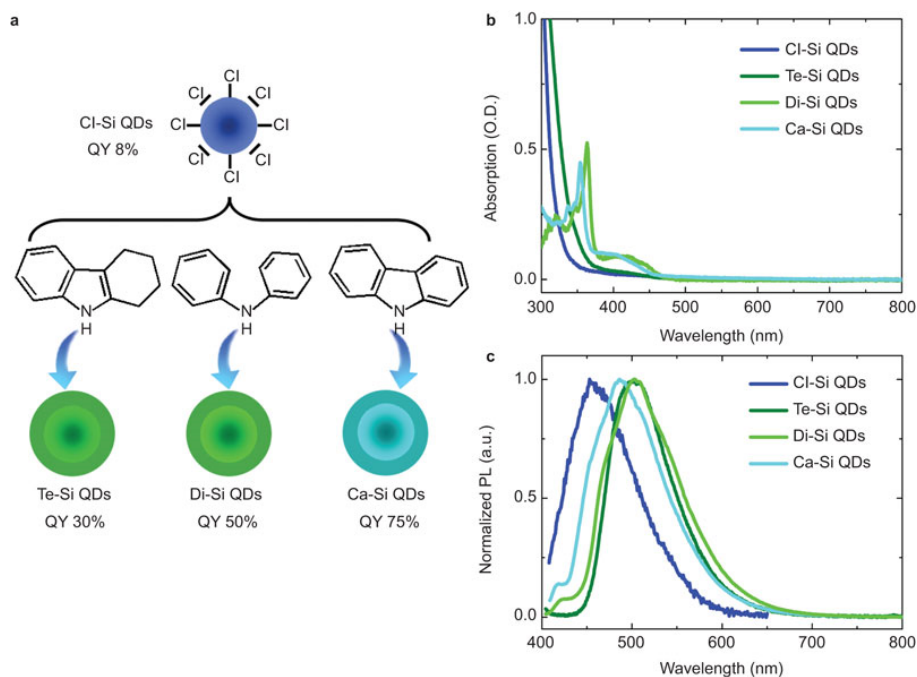 a
Cl
Cl
Cl
Cl
Cl
Cl
Cl
Cl
Cl-Si QDs
QY 8%
N
H
N
H
N
H
Te-Si QDs
QY 30%
Di-Si QDs
QY 50%
Ca-Si QDs
QY 75%
b
1.0
0.5
0.0
Absorption (O.D.)
300 400 500 600 700 800
Wavelength (nm)
Cl-Si QDs
Te-Si QDs
Di-Si QDs
Ca-Si QDs
c
1.0
0.5
0.0
Normalized PL (a.u.)
400 500 600 700 800
Wavelength (nm)
Cl-Si QDs
Te-Si QDs
Di-Si QDs
Ca-Si QDs